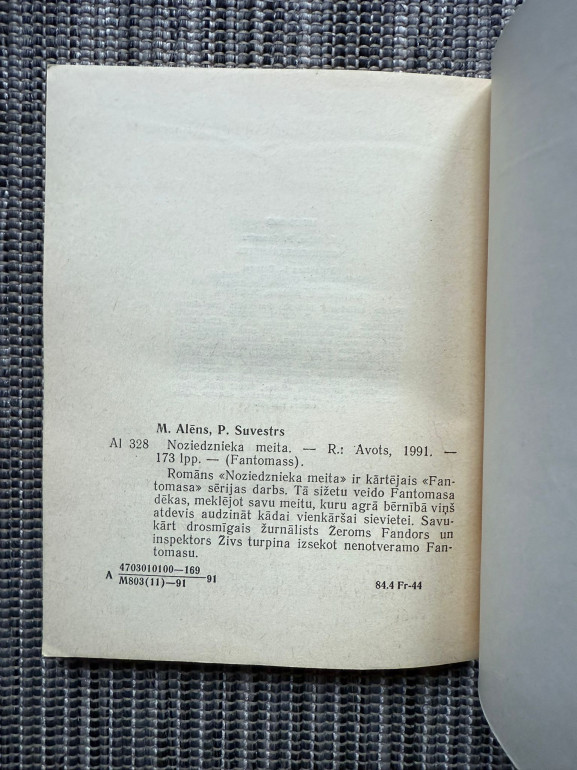 M. Alēns, P. Suvestrs
Al 328 Noziedznieka meita. — R.: Avots, 1991. —
173 lpp. — (Fantomass).
Romāns «Noziedznieka meita» ir kārtējais «Fan-
tomasa» sērijas darbs. Tā sižetu veido Fantomasa
dēkas, meklējot savu meitu, kuru agrā bērnībā viņš
atdevis audzināt kādai vienkāršai sievietei. Savu-
kārt drosmīgais žurnālists Žeroms Fandors un
inspektors Živs turpina izsekot nenotveramo Fan-
tomasu.
4703010100—169
A M803(11)—91 91
84.4 Fr-44